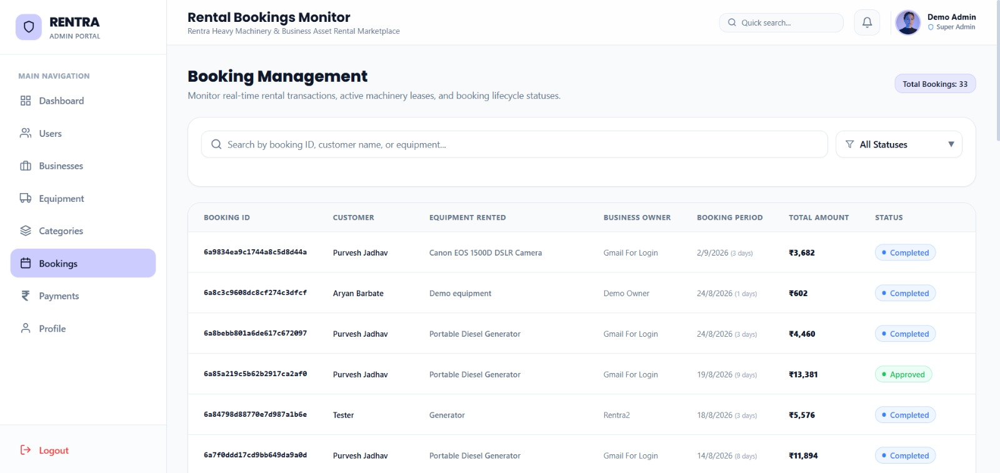 RENTRA
ADMIN PORTAL
MAIN NAVIGATION
Dashboard
Users
Businesses
Equipment
Categories
Bookings
Payments
Profile
Logout
Rental Bookings Monitor
Rentra Heavy Machinery & Business Asset Rental Marketplace
Quick search...
Demo Admin
Super Admin
Booking Management
Monitor real-time rental transactions, active machinery leases, and booking lifecycle statuses.
Total Bookings: 33
Search by booking ID, customer name, or equipment...
All Statuses
BOOKING ID CUSTOMER EQUIPMENT RENTED BUSINESS OWNER BOOKING PERIOD TOTAL AMOUNT STATUS
6a9834ea9c1744a8c5d8d44a Purvesh Jadhav Canon EOS 1500D DSLR Camera Gmail For Login 2/9/2026 (3 days) ₹3,682 Completed
6a8c3c9608dc8cf274c3dfcf Aryan Barbate Demo equipment Demo Owner 24/8/2026 (1 days) ₹602 Completed
6a8bebb801a6de617c672097 Purvesh Jadhav Portable Diesel Generator Gmail For Login 24/8/2026 (3 days) ₹4,460 Completed
6a85a219c5b62b2917ca2af0 Purvesh Jadhav Portable Diesel Generator Gmail For Login 19/8/2026 (9 days) ₹13,381 Approved
6a84798d88770e7d987a1b6e Tester Generator Rentra2 18/8/2026 (3 days) ₹5,576 Completed
6a7f0ddd17cd9bb649da9a0d Purvesh Jadhav Portable Diesel Generator Gmail For Login 14/8/2026 (8 days) ₹11,894 Completed